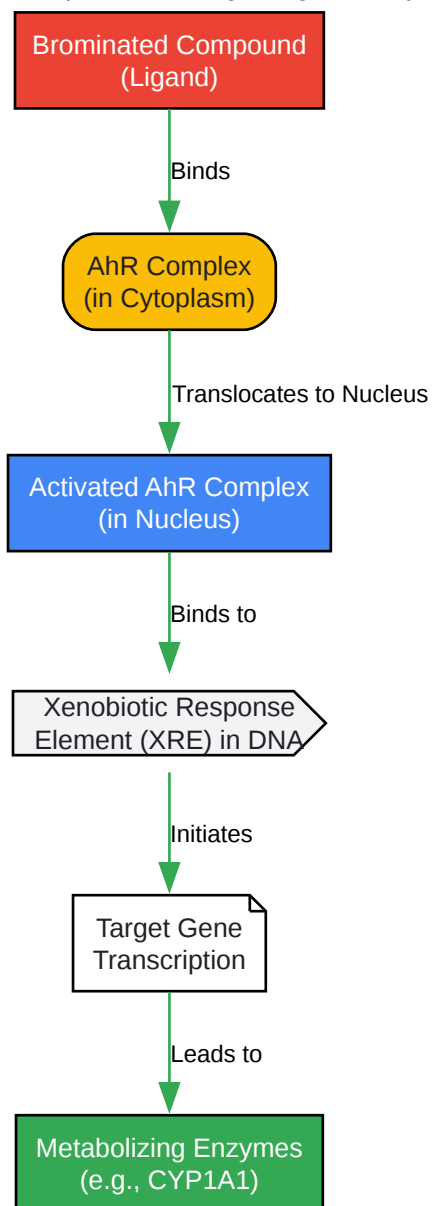 Brominated Compound
(Ligand)
Binds
AhR Complex
(in Cytoplasm)
Translocates to Nucleus
Activated AhR Complex
(in Nucleus)
Binds to
Xenobiotic Response
Element (XRE) in DNA
Initiates
Target Gene
Transcription
Leads to
Metabolizing Enzymes
(e.g., CYP1A1)